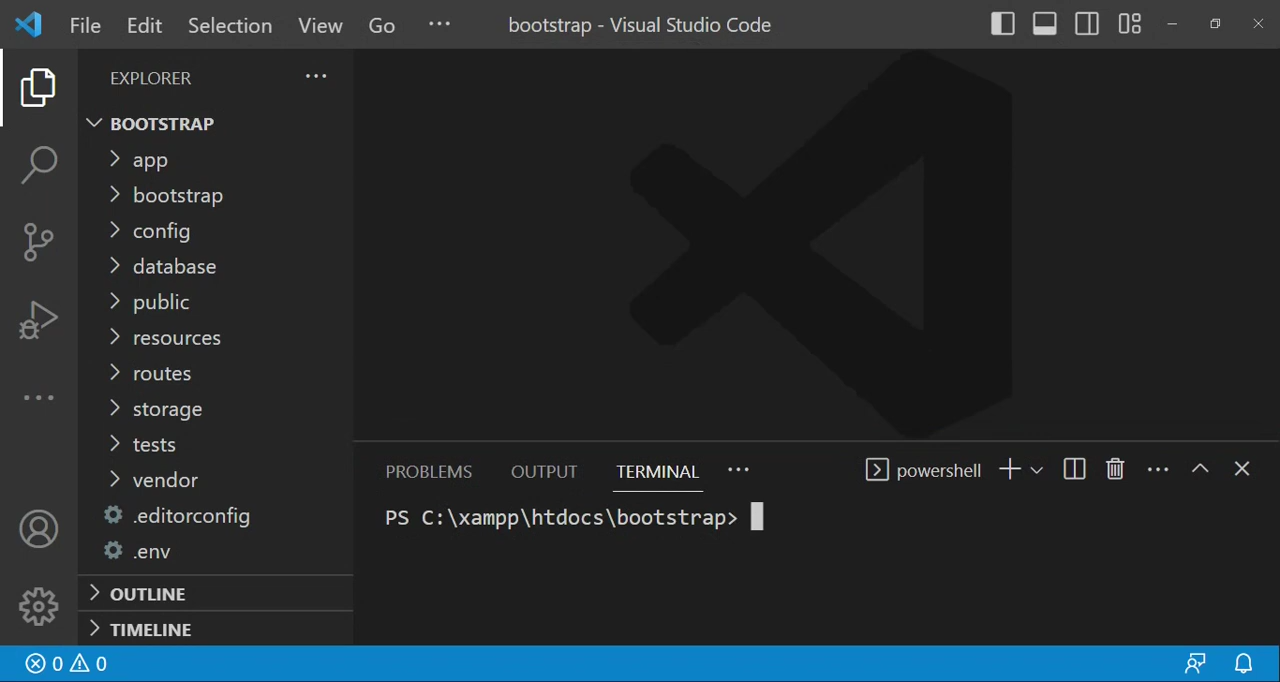 File Edit Selection View Go ··· bootstrap - Visual Studio Code
EXPLORER ···
BOOTSTRAP
app
bootstrap
config
database
public
resources
routes
storage
tests
vendor
.editorconfig
.env
OUTLINE
TIMELINE
PROBLEMS OUTPUT TERMINAL ··· powershell
PS C:\xampp\htdocs\bootstrap>
0 0